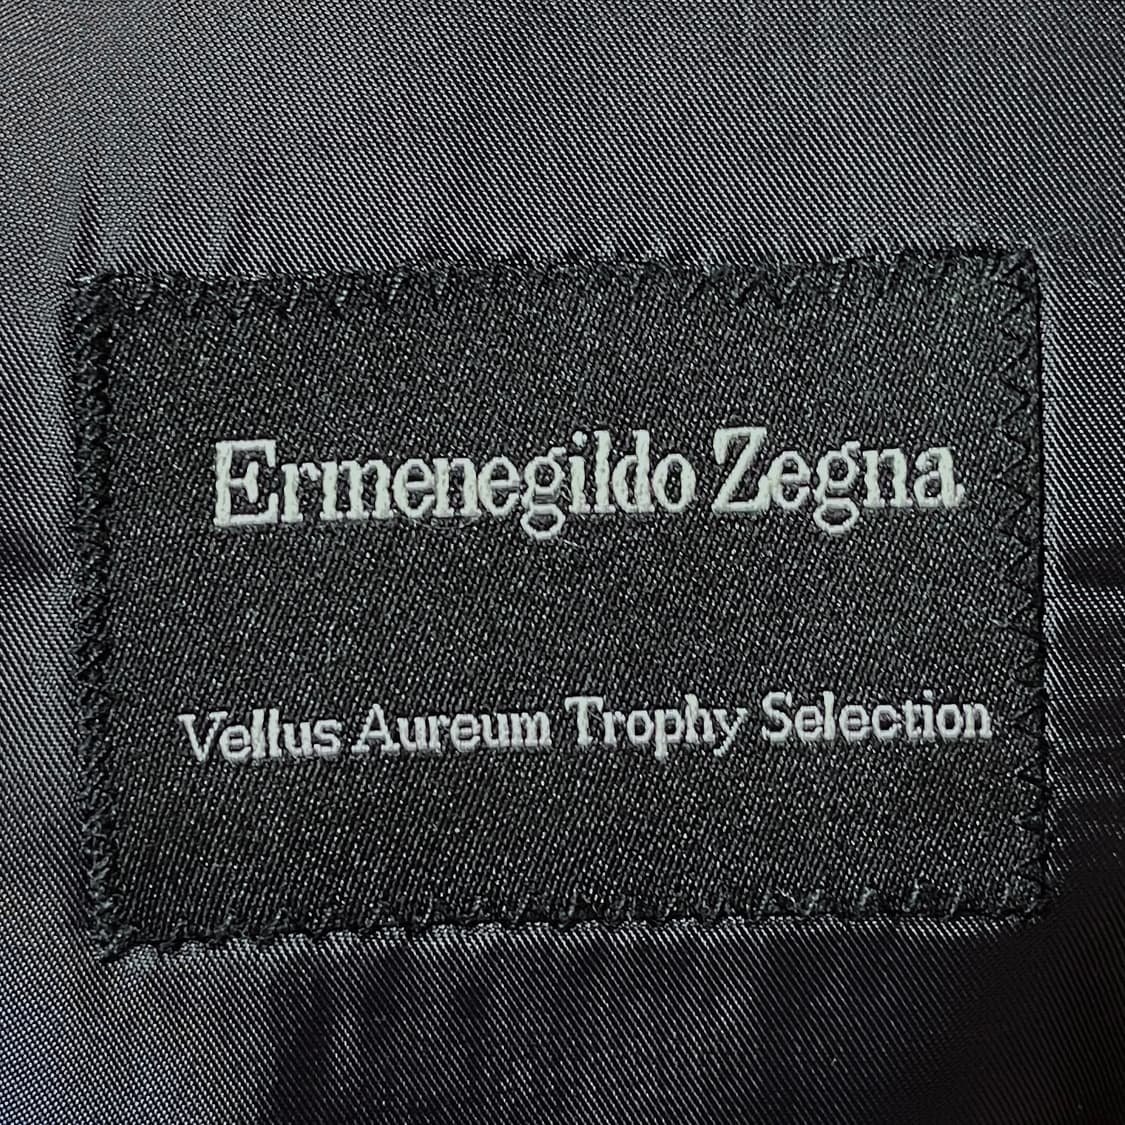 Ermenegildo Zegna
Vellus Aureum Trophy Selection